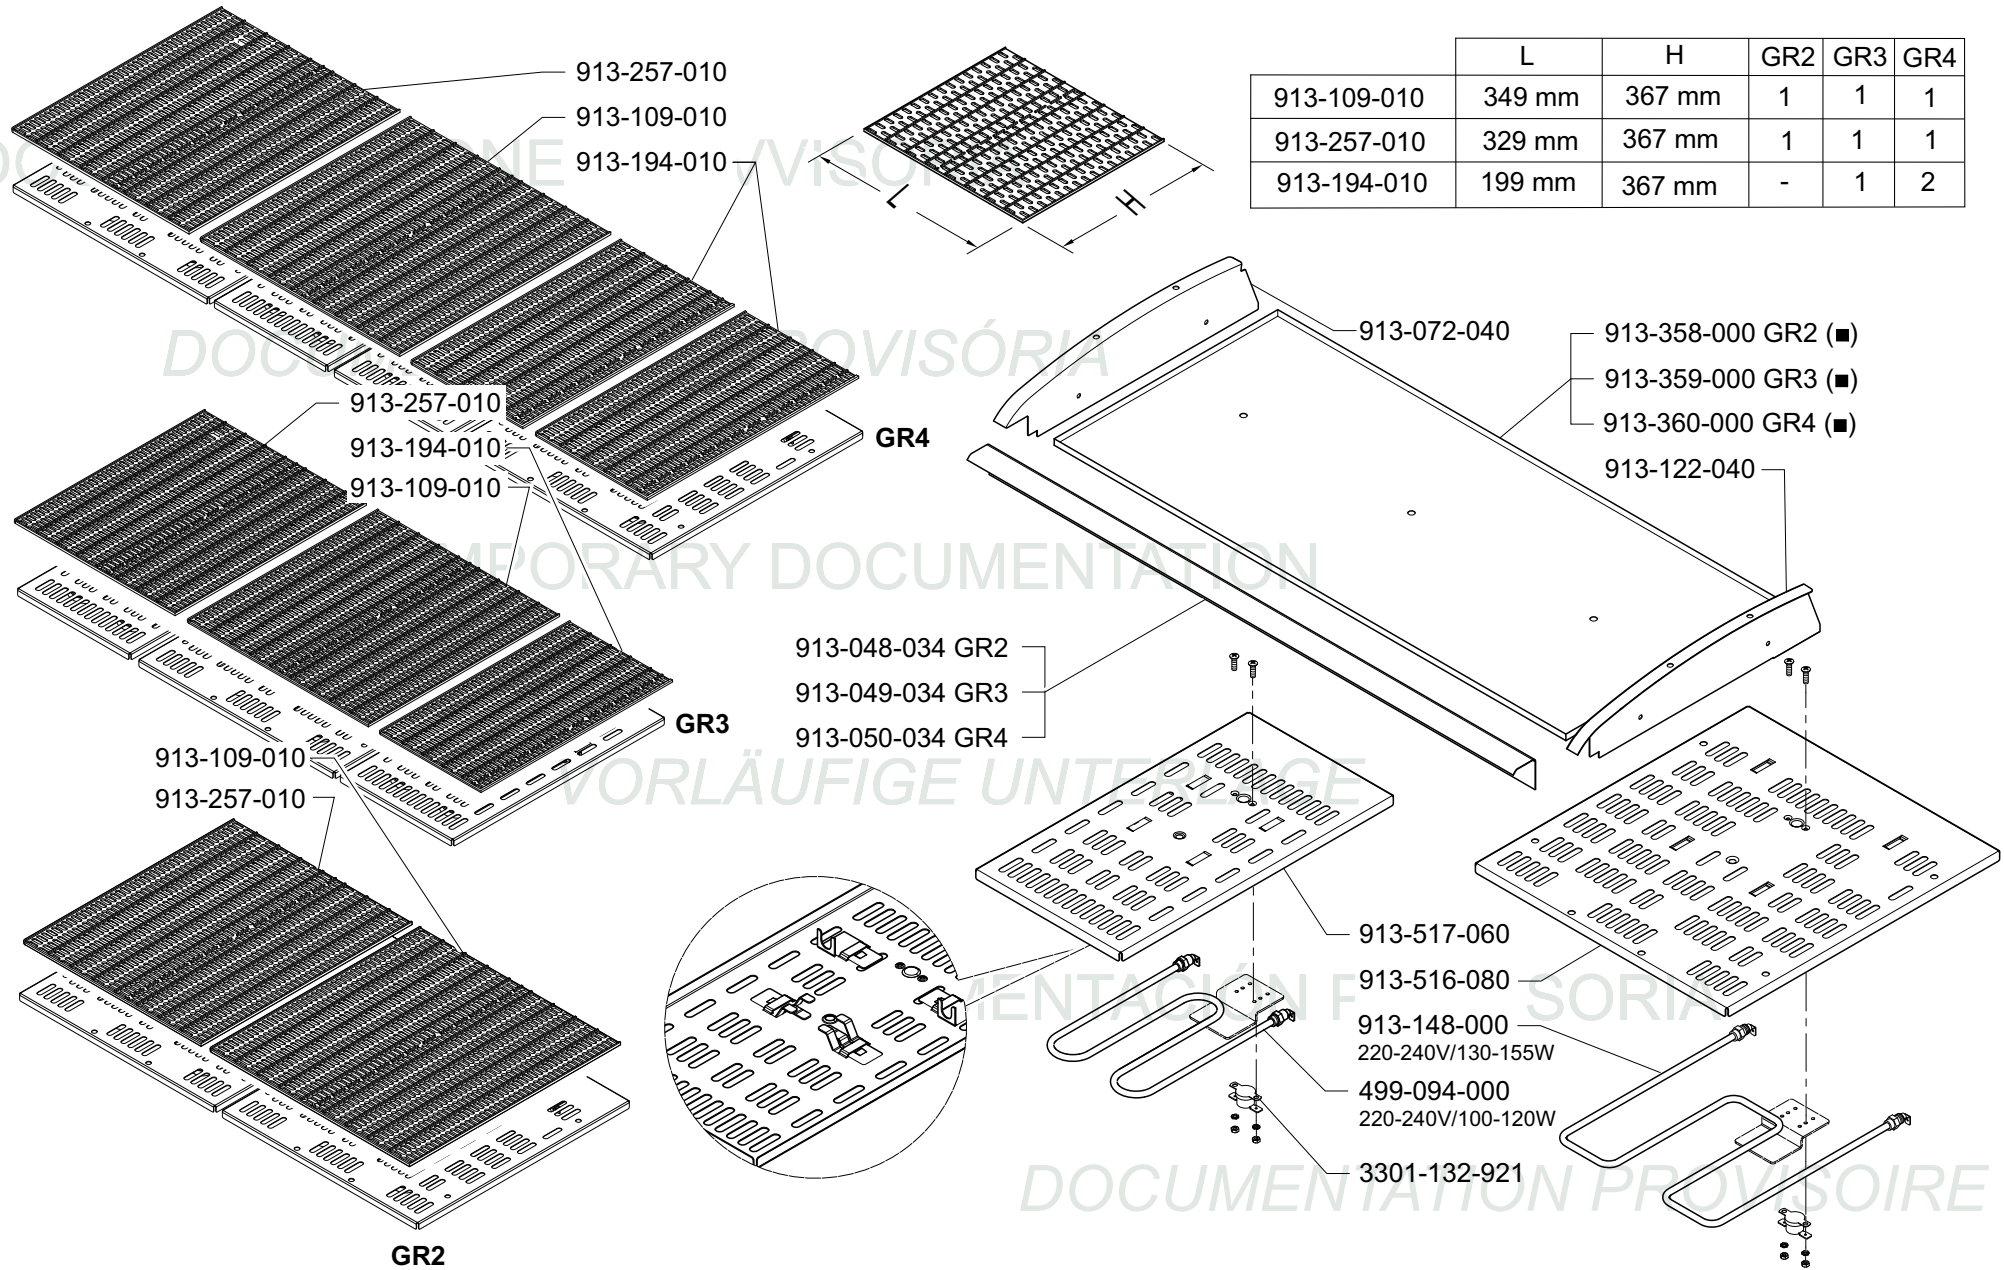 913-257-010
913-109-010
913-194-010
L
H
L H GR2 GR3 GR4
913-109-010 349 mm 367 mm 1 1 1
913-257-010 329 mm 367 mm 1 1 1
913-194-010 199 mm 367 mm - 1 2
913-072-040
913-358-000 GR2 (■)
913-359-000 GR3 (■)
913-360-000 GR4 (■)
913-122-040
GR4
913-257-010
913-194-010
913-109-010
GR3
913-048-034 GR2
913-049-034 GR3
913-050-034 GR4
913-109-010
913-257-010
GR2
913-517-060
913-516-080
913-148-000
220-240V/130-155W
499-094-000
220-240V/100-120W
3301-132-921
DOCUMENTATION
VORLÄUFIGE UNTERLAGE
DOCUMENTATION PROVISOIRE